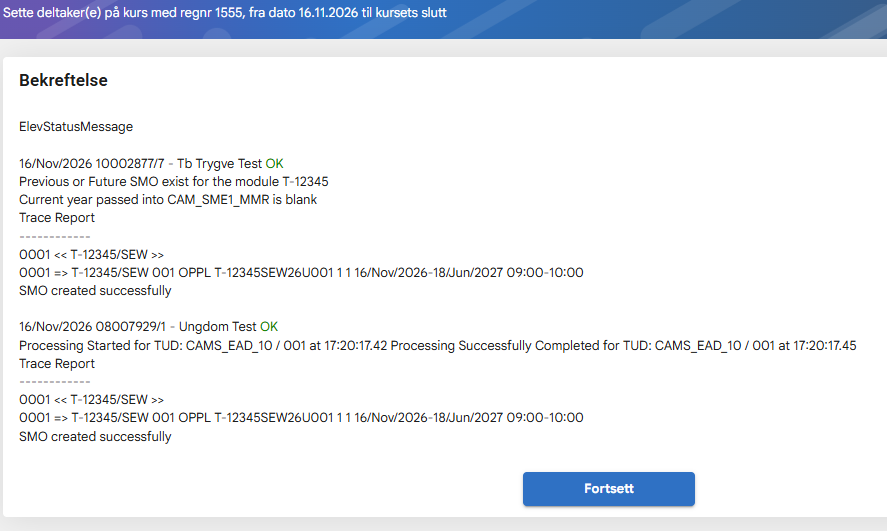 Sette deltaker(e) på kurs med regnr 1555, fra dato 16.11.2026 til kursets slutt
Bekreftelse
ElevStatusMessage
16/Nov/2026 10002877/7 - Tb Trygve Test OK
Previous or Future SMO exist for the module T-12345
Current year passed into CAM_SME1_MMR is blank
Trace Report
------------
0001 << T-12345/SEW >>
0001 => T-12345/SEW 001 OPPL T-12345SEW26U001 1 1 16/Nov/2026-18/Jun/2027 09:00-10:00
SMO created successfully
16/Nov/2026 08007929/1 - Ungdom Test OK
Processing Started for TUD: CAMS_EAD_10 / 001 at 17:20:17.42 Processing Successfully Completed for TUD: CAMS_EAD_10 / 001 at 17:20:17.45
Trace Report
------------
0001 << T-12345/SEW >>
0001 => T-12345/SEW 001 OPPL T-12345SEW26U001 1 1 16/Nov/2026-18/Jun/2027 09:00-10:00
SMO created successfully
Fortsett